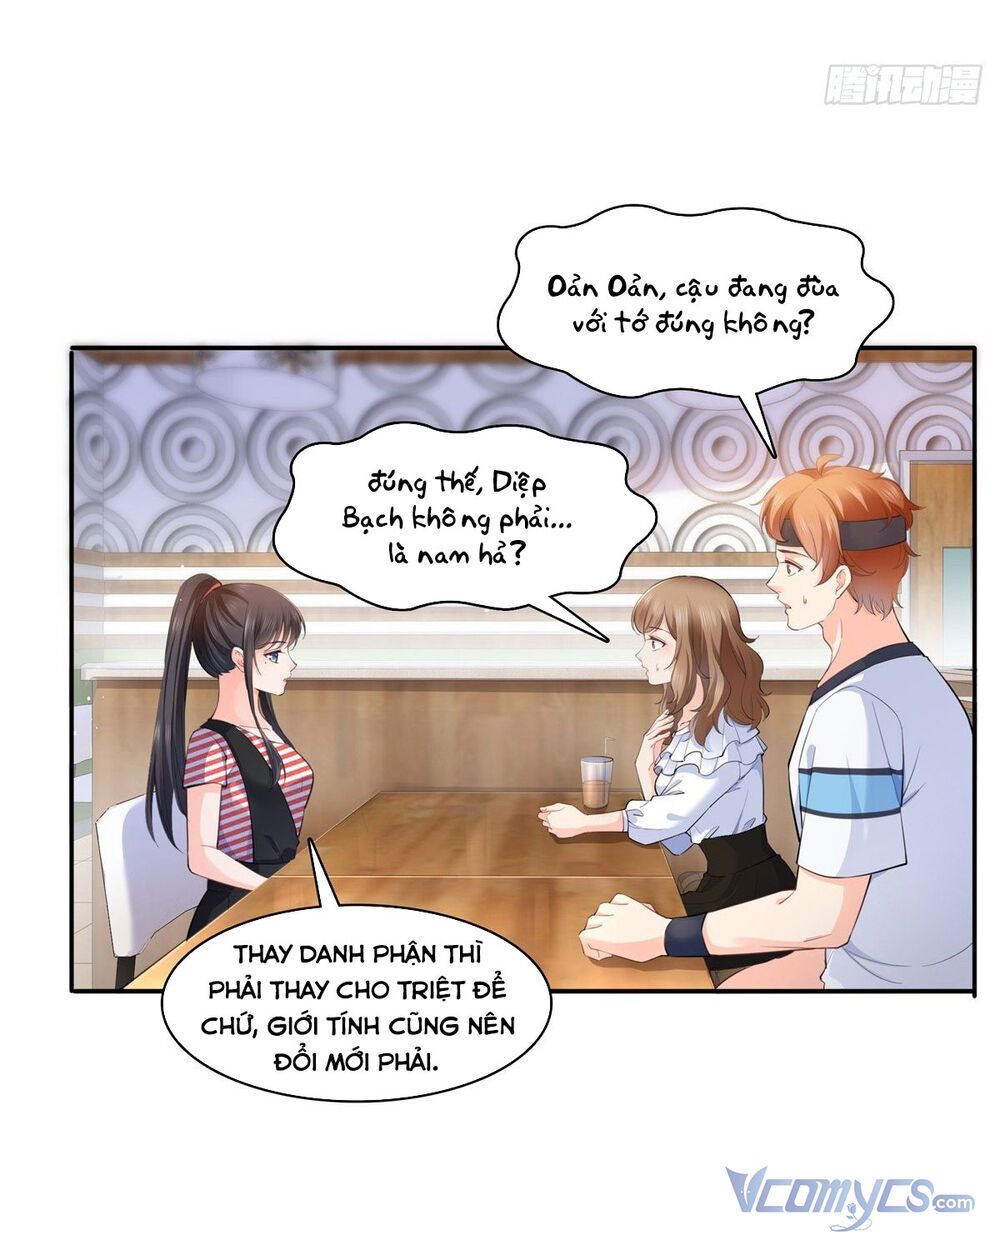 腾讯动漫
Oản Oản, cậu đang đùa
với tớ đúng không?
đúng thế, Diệp
Bạch không phải...
là nam hả?
THAY DANH PHẬN THÌ
PHẢI THAY CHO TRIỆT ĐỂ
CHỨ, GIỚI TÍNH CŨNG NÊN
ĐỔI MỚI PHẢI.
VCOMYCS.com